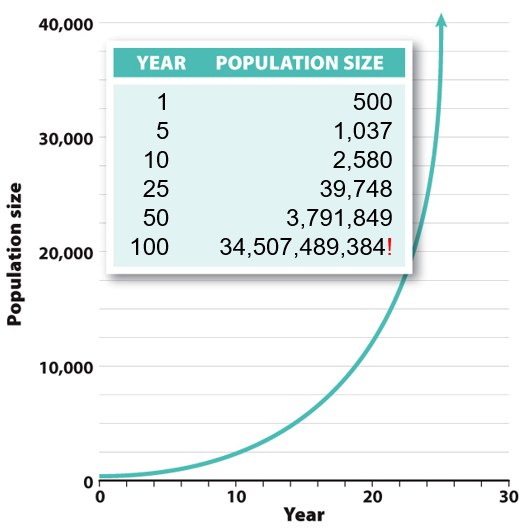 40,000
YEAR POPULATION SIZE
1 500
5 1,037
30,000
10 2,580
25 39,748
50 3,791,849
20,000
100 34,507,489,384!
Population size
10,000
0
0 10 20 30
Year